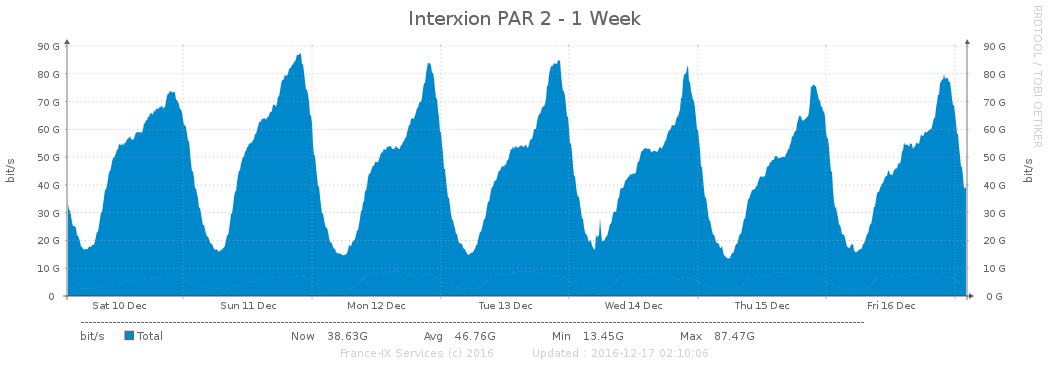 Interxion PAR 2 - 1 Week
RRDTOOL / TOBI OETIKER
bit/s
90 G
80 G
70 G
60 G
50 G
40 G
30 G
20 G
10 G
0
90 G
80 G
70 G
60 G
50 G
40 G
30 G
20 G
10 G
0 G
bit/s
Sat 10 Dec Sun 11 Dec Mon 12 Dec Tue 13 Dec Wed 14 Dec Thu 15 Dec Fri 16 Dec
bit/s Total Now 38.63G Avg 46.76G Min 13.45G Max 87.47G
France-IX Services (c) 2016 Updated : 2016-12-17 02:10:06